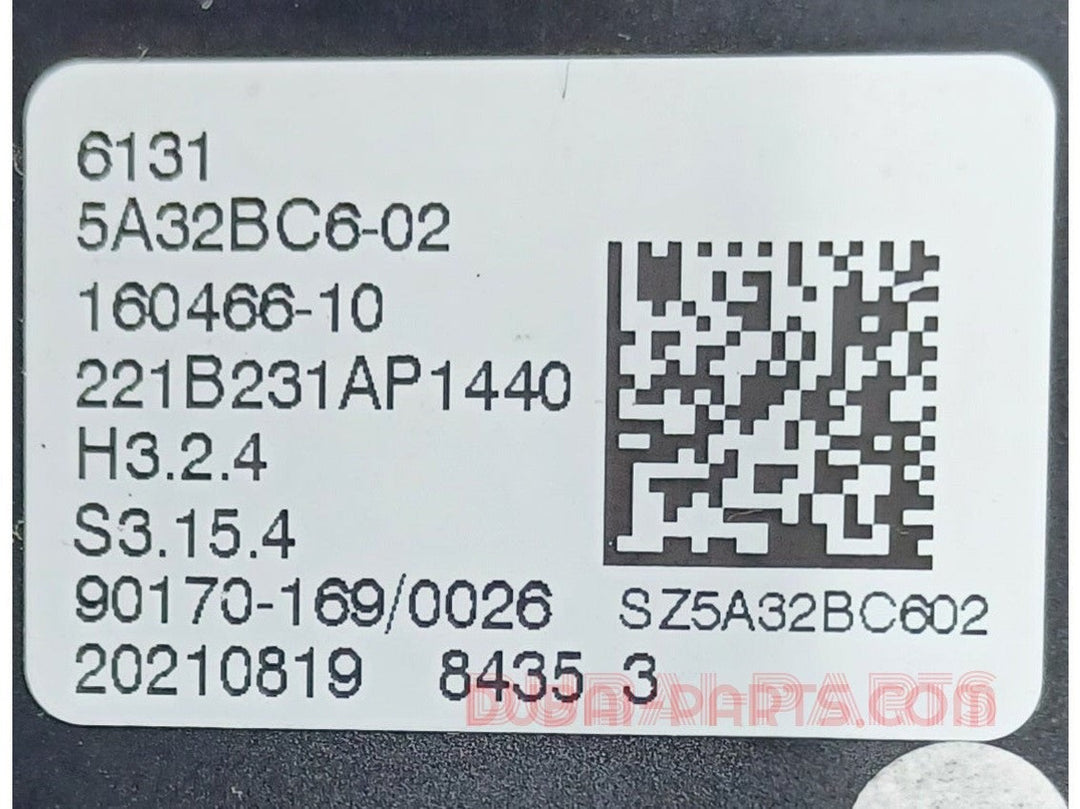 6131
5A32BC6-02
160466-10
221B231AP1440
H3.2.4
S3.15.4
90170-169/0026
SZ5A32BC602
20210819 8435 3
DUBAI-PARTS.COM